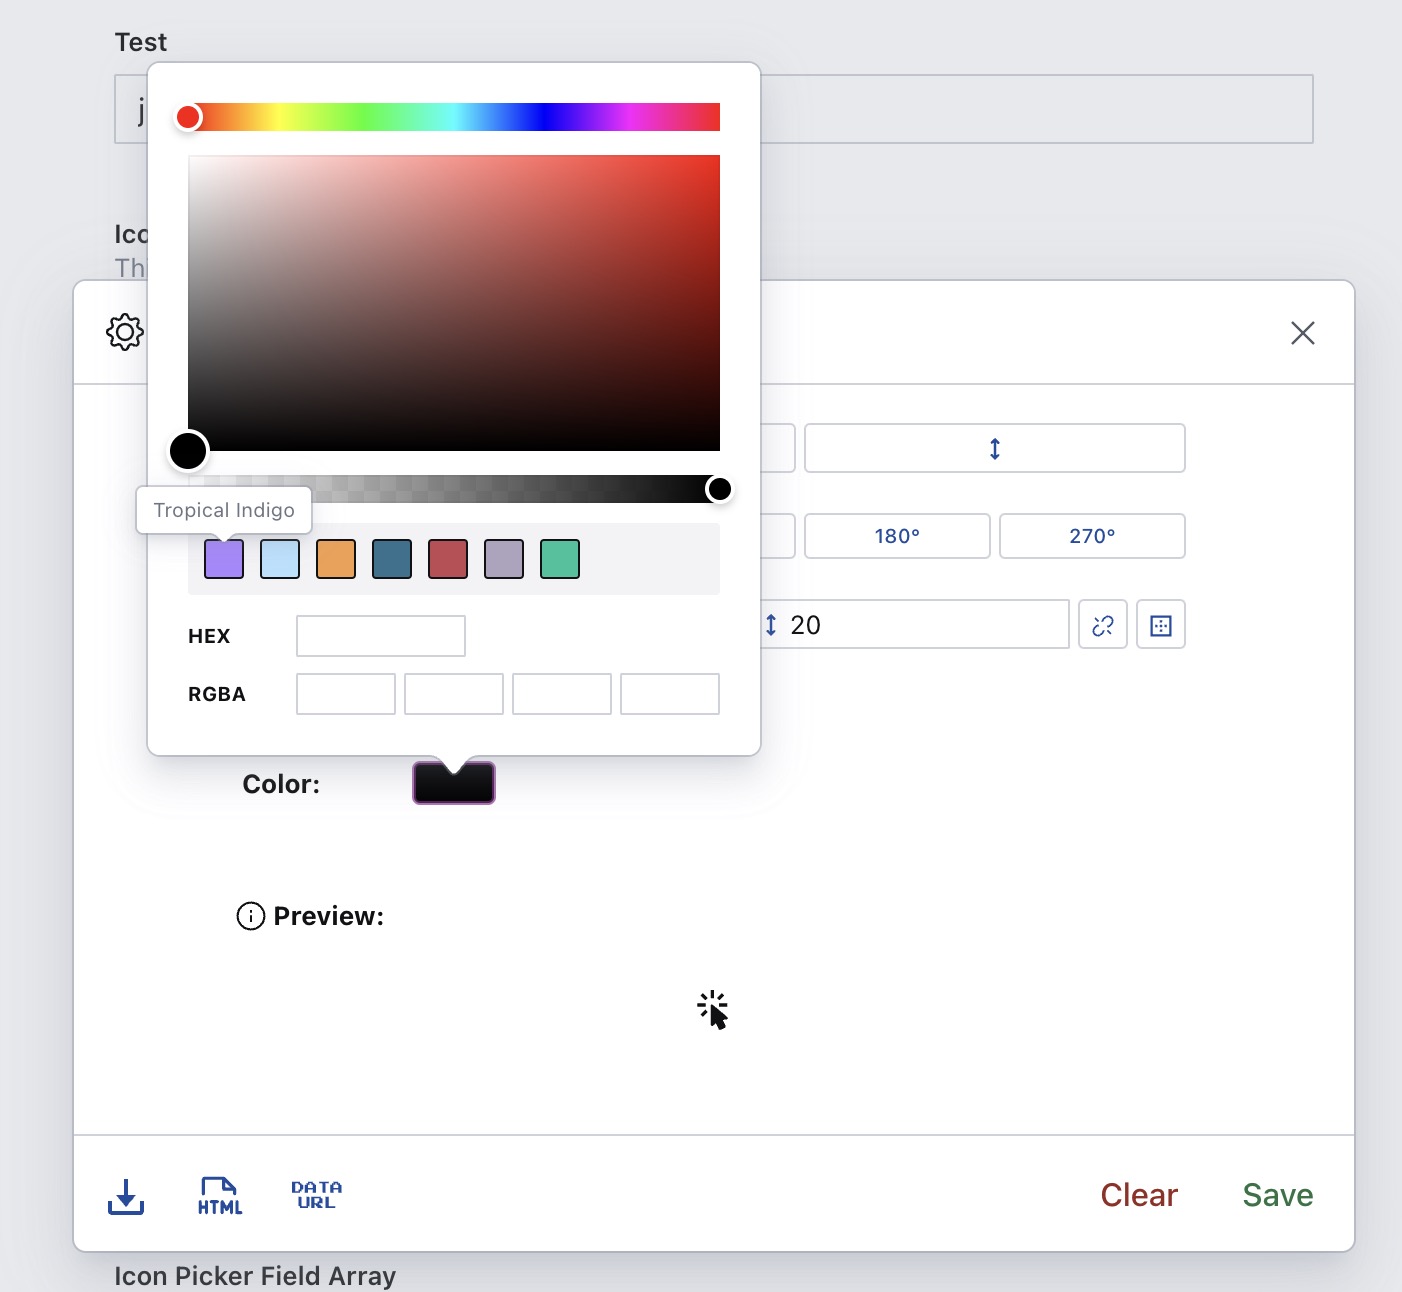 Test
j
Ico
Th
Tropical Indigo
180°
270°
HEX
20
RGBA
Color:
Preview:
HTML
DATA
URL
Clear
Save
Icon Picker Field Array